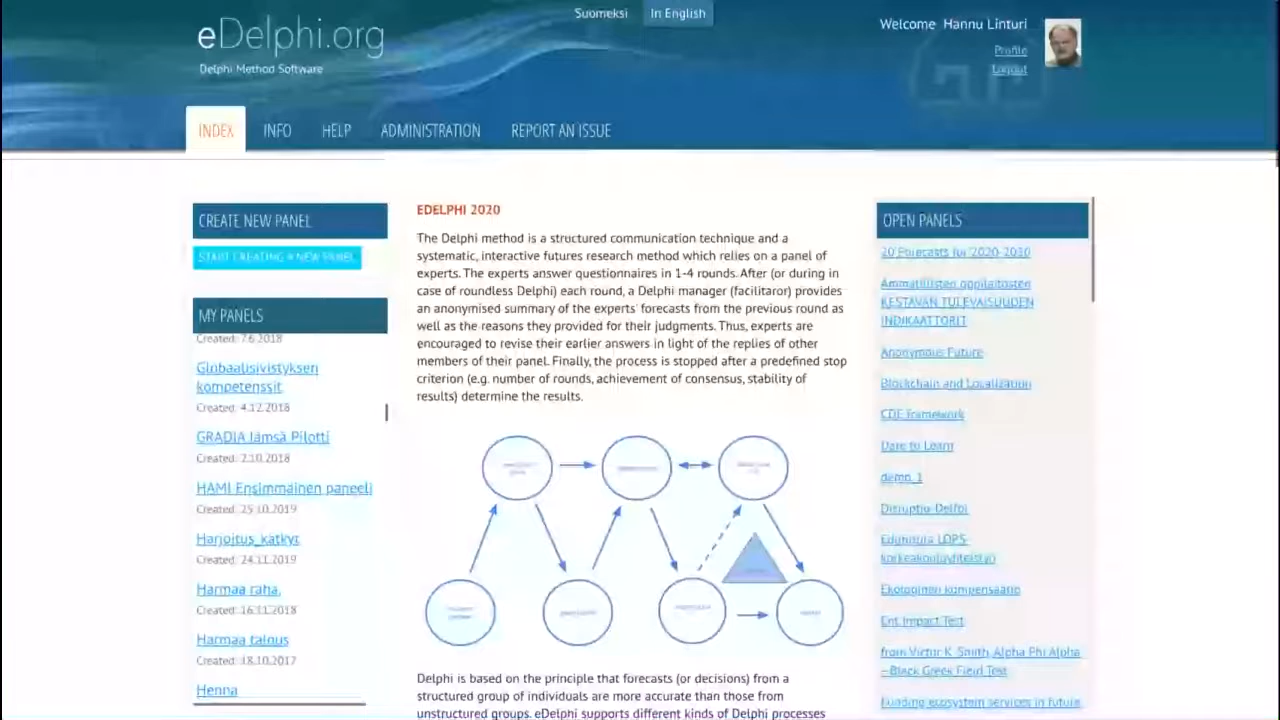 Suomeksi
In English
Welcome Hannu Linturi
Profile
Logout
eDelphi.org
Delphi Method Software
INDEX
INFO
HELP
ADMINISTRATION
REPORT AN ISSUE
CREATE NEW PANEL
START CREATING A NEW PANEL
MY PANELS
Created: 7.6.2018
Globaalisivistyksen
kompetenssit
Created: 4.12.2018
GRADIA Jämsä Pilotti
Created: 2.10.2018
HAMI Ensimmäinen paneeli
Created: 25.10.2019
Harjoitus_kätkyt
Created: 24.11.2019
Harmaa raha.
Created: 16.11.2018
Harmaa talous
Created: 18.10.2017
Henna
EDELPHI 2020
The Delphi method is a structured communication technique and a
systematic, interactive futures research method which relies on a panel of
experts. The experts answer questionnaires in 1-4 rounds. After (or during in
case of roundless Delphi) each round, a Delphi manager (facilitaror) provides
an anonymised summary of the experts' forecasts from the previous round as
well as the reasons they provided for their judgments. Thus, experts are
encouraged to revise their earlier answers in light of the replies of other
members of their panel. Finally, the process is stopped after a predefined stop
criterion (e.g. number of rounds, achievement of consensus, stability of
results) determine the results.
Delphi is based on the principle that forecasts (or decisions) from a
structured group of individuals are more accurate than those from
unstructured groups. eDelphi supports different kinds of Delphi processes
OPEN PANELS
20 Forecasts for 2020-2030
Ammatillisten oppilaitosten
KESTÄVÄN TULEVAISUUDEN
INDIKAATTORIT
Anonymous Future
Blockchain and Localization
CDE framework
Dare to Learn
demo_1
Disruptio-Delfoi
Eduhuura LOPS-
korkeakouluyhteistyö
Ekologinen kompensaatio
Ent Impact Test
from Victor K. Smith, Alpha Phi Alpha
- Black Greek Field Test
Funding ecosystem services in future